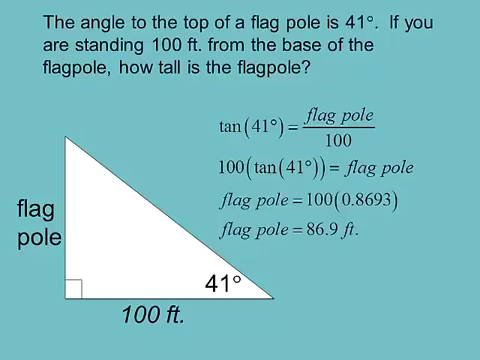 The angle to the top of a flag pole is 41°. If you
are standing 100 ft. from the base of the
flagpole, how tall is the flagpole?
tan(41°) = flag pole / 100
100(tan(41°)) = flag pole
flag pole = 100(0.8693)
flag pole = 86.9 ft.
flag
pole
41°
100 ft.